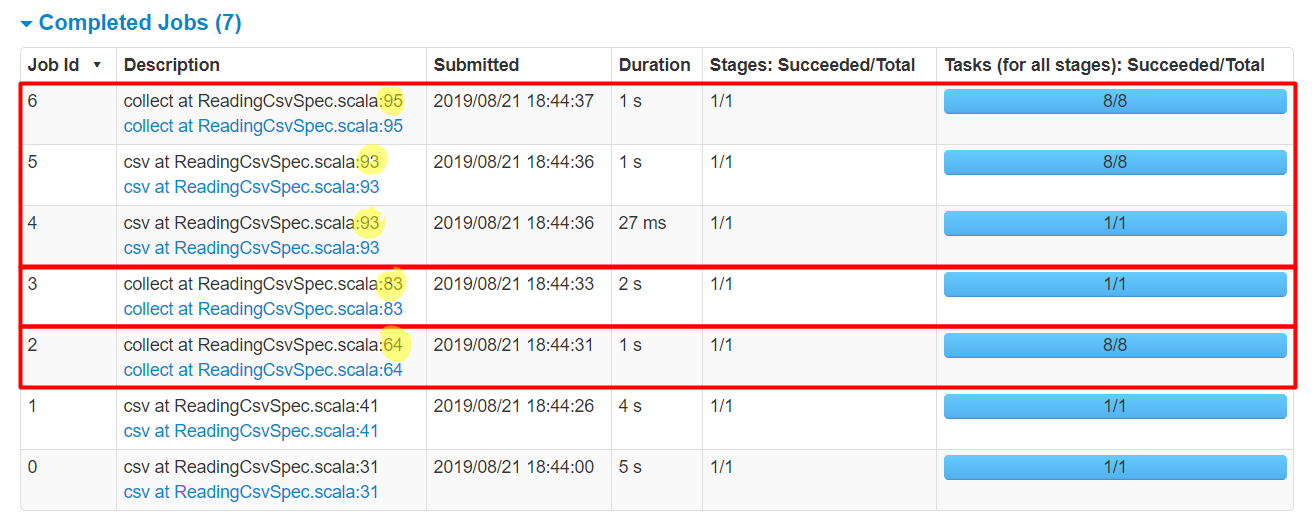 Completed Jobs (7)
Job Id Description Submitted Duration Stages: Succeeded/Total Tasks (for all stages): Succeeded/Total
6 collect at ReadingCsvSpec.scala:95 2019/08/21 18:44:37 1 s 1/1 8/8
collect at ReadingCsvSpec.scala:95
5 csv at ReadingCsvSpec.scala:93 2019/08/21 18:44:36 1 s 1/1 8/8
csv at ReadingCsvSpec.scala:93
4 csv at ReadingCsvSpec.scala:93 2019/08/21 18:44:36 27 ms 1/1 1/1
csv at ReadingCsvSpec.scala:93
3 collect at ReadingCsvSpec.scala:83 2019/08/21 18:44:33 2 s 1/1 1/1
collect at ReadingCsvSpec.scala:83
2 collect at ReadingCsvSpec.scala:64 2019/08/21 18:44:31 1 s 1/1 8/8
collect at ReadingCsvSpec.scala:64
1 csv at ReadingCsvSpec.scala:41 2019/08/21 18:44:26 4 s 1/1 1/1
csv at ReadingCsvSpec.scala:41
0 csv at ReadingCsvSpec.scala:31 2019/08/21 18:44:00 5 s 1/1 1/1
csv at ReadingCsvSpec.scala:31